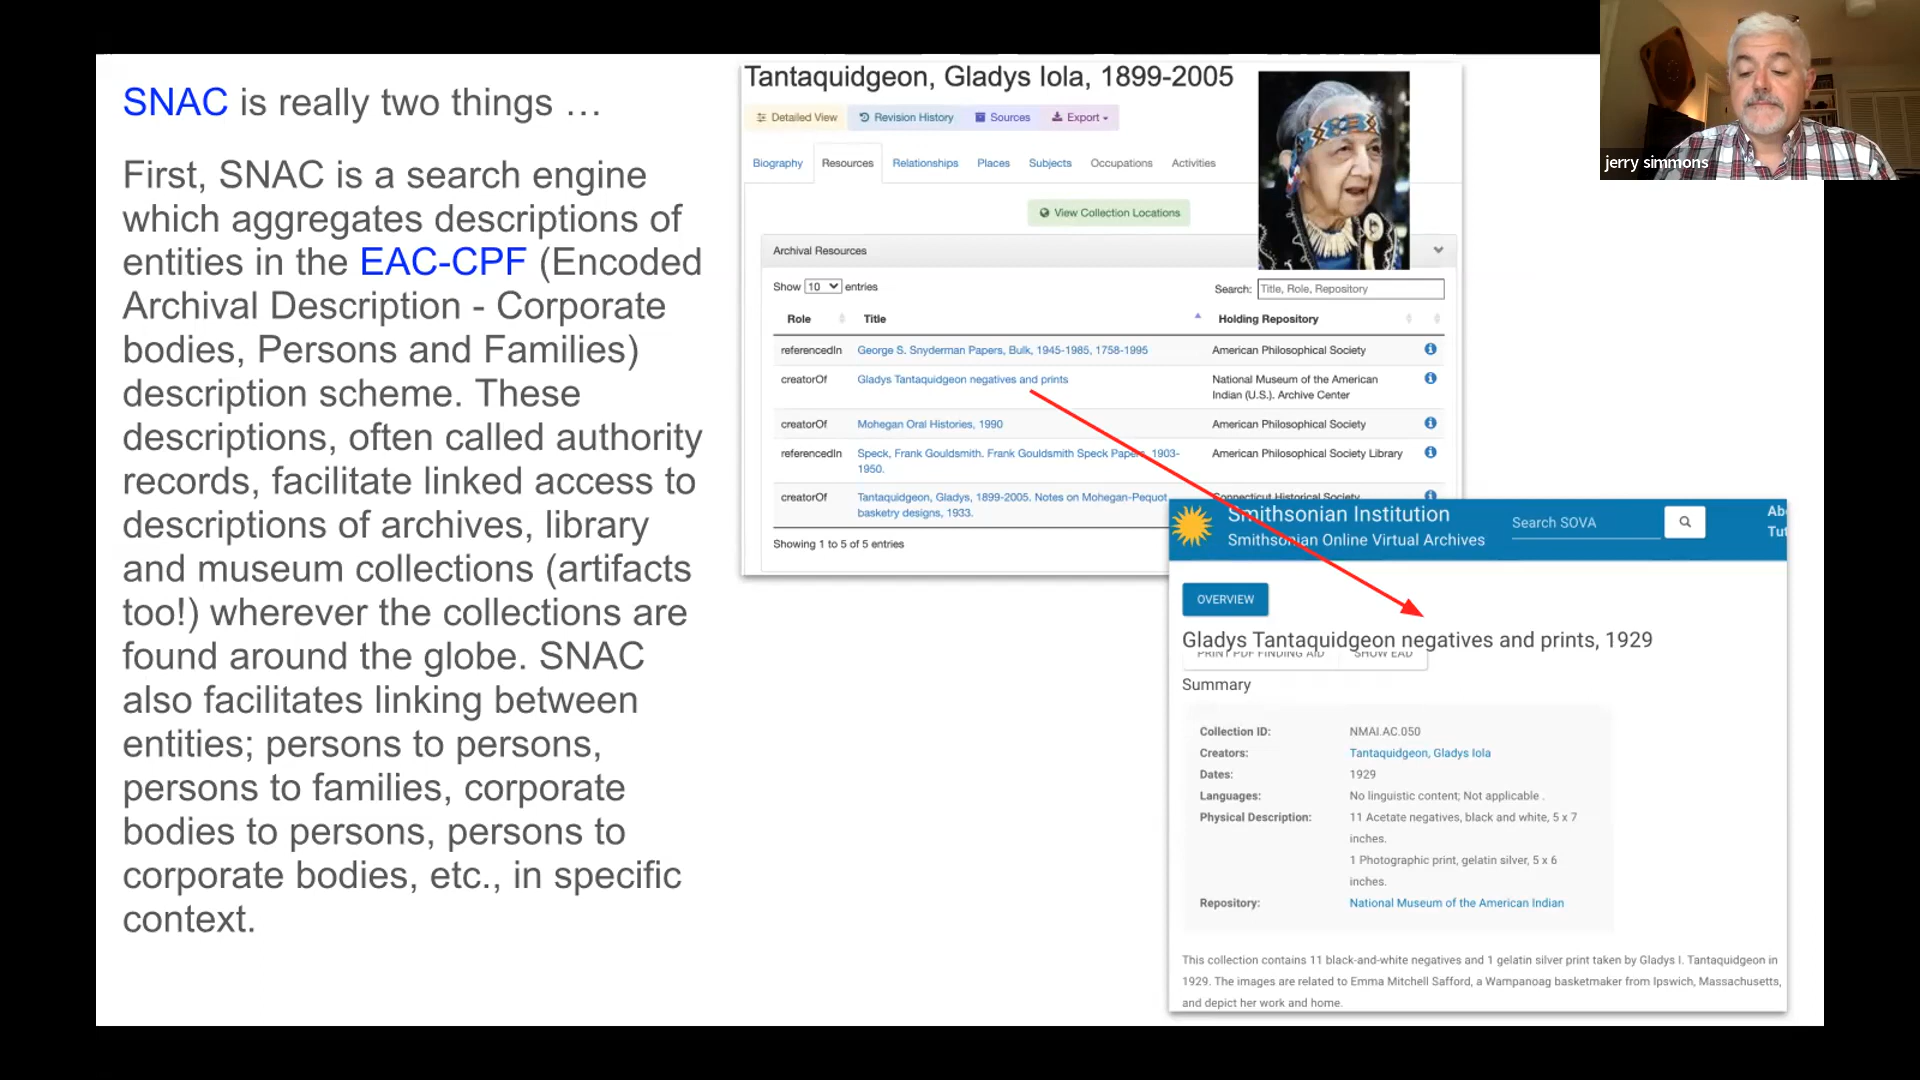 SNAC is really two things …
First, SNAC is a search engine
which aggregates descriptions of
entities in the EAC-CPF (Encoded
Archival Description - Corporate
bodies, Persons and Families)
description scheme. These
descriptions, often called authority
records, facilitate linked access to
descriptions of archives, library
and museum collections (artifacts
too!) wherever the collections are
found around the globe. SNAC
also facilitates linking between
entities; persons to persons,
persons to families, corporate
bodies to persons, persons to
corporate bodies, etc., in specific
context.
Tantaquidgeon, Gladys Iola, 1899-2005
Detailed View Revision History Sources Export
Biography Resources Relationships Places Subjects Occupations Activities
View Collection Locations
Archival Resources
Show 10 entries Search: Title, Role, Repository
Role Title Holding Repository
referencedIn George S. Snyderman Papers, Bulk, 1945-1985, 1758-1995 American Philosophical Society
creatorOf Gladys Tantaquidgeon negatives and prints National Museum of the American
Indian (U.S.). Archive Center
creatorOf Mohegan Oral Histories, 1990 American Philosophical Society
referencedIn Speck, Frank Gouldsmith. Frank Gouldsmith Speck Papers, 1903- American Philosophical Society Library
1950.
creatorOf Tantaquidgeon, Gladys, 1899-2005. Notes on Mohegan-Pequot Connecticut Historical Society
basketry designs, 1933.
Showing 1 to 5 of 5 entries
Smithsonian Institution
Smithsonian Online Virtual Archives
Search SOVA
Abo
Tut
OVERVIEW
Gladys Tantaquidgeon negatives and prints, 1929
PRINT PDF FINDING AID SHOW EAD
Summary
Collection ID: NMAI.AC.050
Creators: Tantaquidgeon, Gladys Iola
Dates: 1929
Languages: No linguistic content; Not applicable .
Physical Description: 11 Acetate negatives, black and white, 5 x 7
inches.
1 Photographic print, gelatin silver, 5 x 6
inches.
Repository: National Museum of the American Indian
This collection contains 11 black-and-white negatives and 1 gelatin silver print taken by Gladys I. Tantaquidgeon in
1929. The images are related to Emma Mitchell Safford, a Wampanoag basketmaker from Ipswich, Massachusetts,
and depict her work and home.
jerry simmons